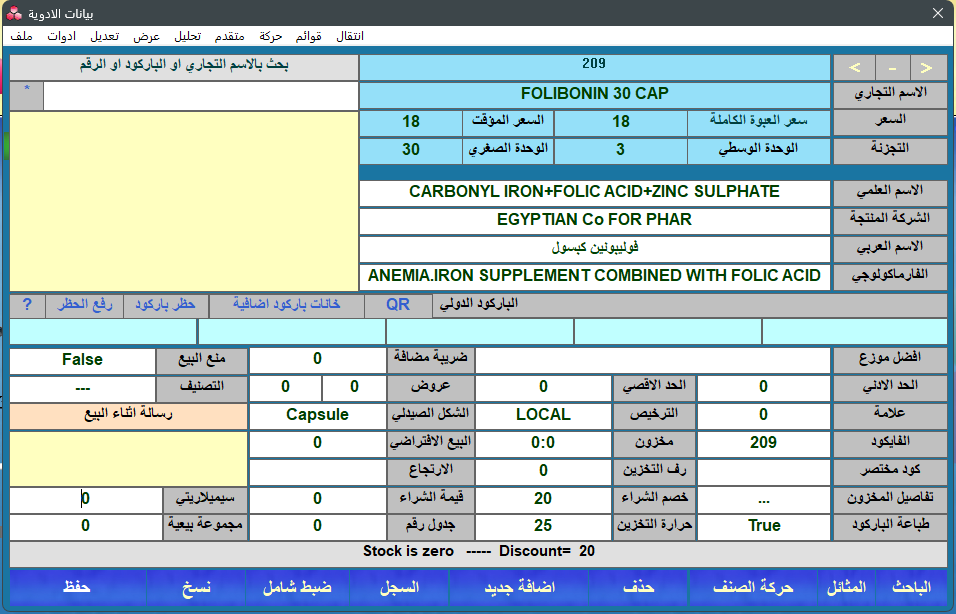 بيانات الادوية
ملف ادوات تعديل عرض تحليل متقدم حركة قوائم انتقال
< - > 209 بحث بالاسم التجاري او الباركود او الرقم
الاسم التجاري FOLIBONIN 30 CAP *
السعر سعر العبوة الكاملة 18 السعر المؤقت 18
التجزئة الوحدة الوسطي 3 الوحدة الصغري 30
الاسم العلمي CARBONYL IRON+FOLIC ACID+ZINC SULPHATE
الشركة المنتجة EGYPTIAN Co FOR PHAR
الاسم العربي فوليبونين كبسول
الفارماكولوجي ANEMIA.IRON SUPPLEMENT COMBINED WITH FOLIC ACID
الباركود الدولي QR خانات باركود اضافية حظر باركود رفع الحظر ?
افضل موزع ضريبة مضافة 0 منع البيع False
الحد الادني 0 الحد الاقصي 0 عروض 0 0 التصنيف ---
علامة 0 الترخيص LOCAL الشكل الصيدلي Capsule رسالة اثناء البيع
الفايكود 209 مخزون 0:0 البيع الافتراضي 0
كود مختصر رف التخزين 0 الارتجاع
تفاصيل المخزون ... خصم الشراء 20 قيمة الشراء 0 سيميلاريتي 0
طباعة الباركود True حرارة التخزين 25 جدول رقم 0 مجموعة بيعية 0
Stock is zero ----- Discount= 20
الباحث المثائل حركة الصنف حذف اضافة جديد السجل ضبط شامل نسخ حفظ